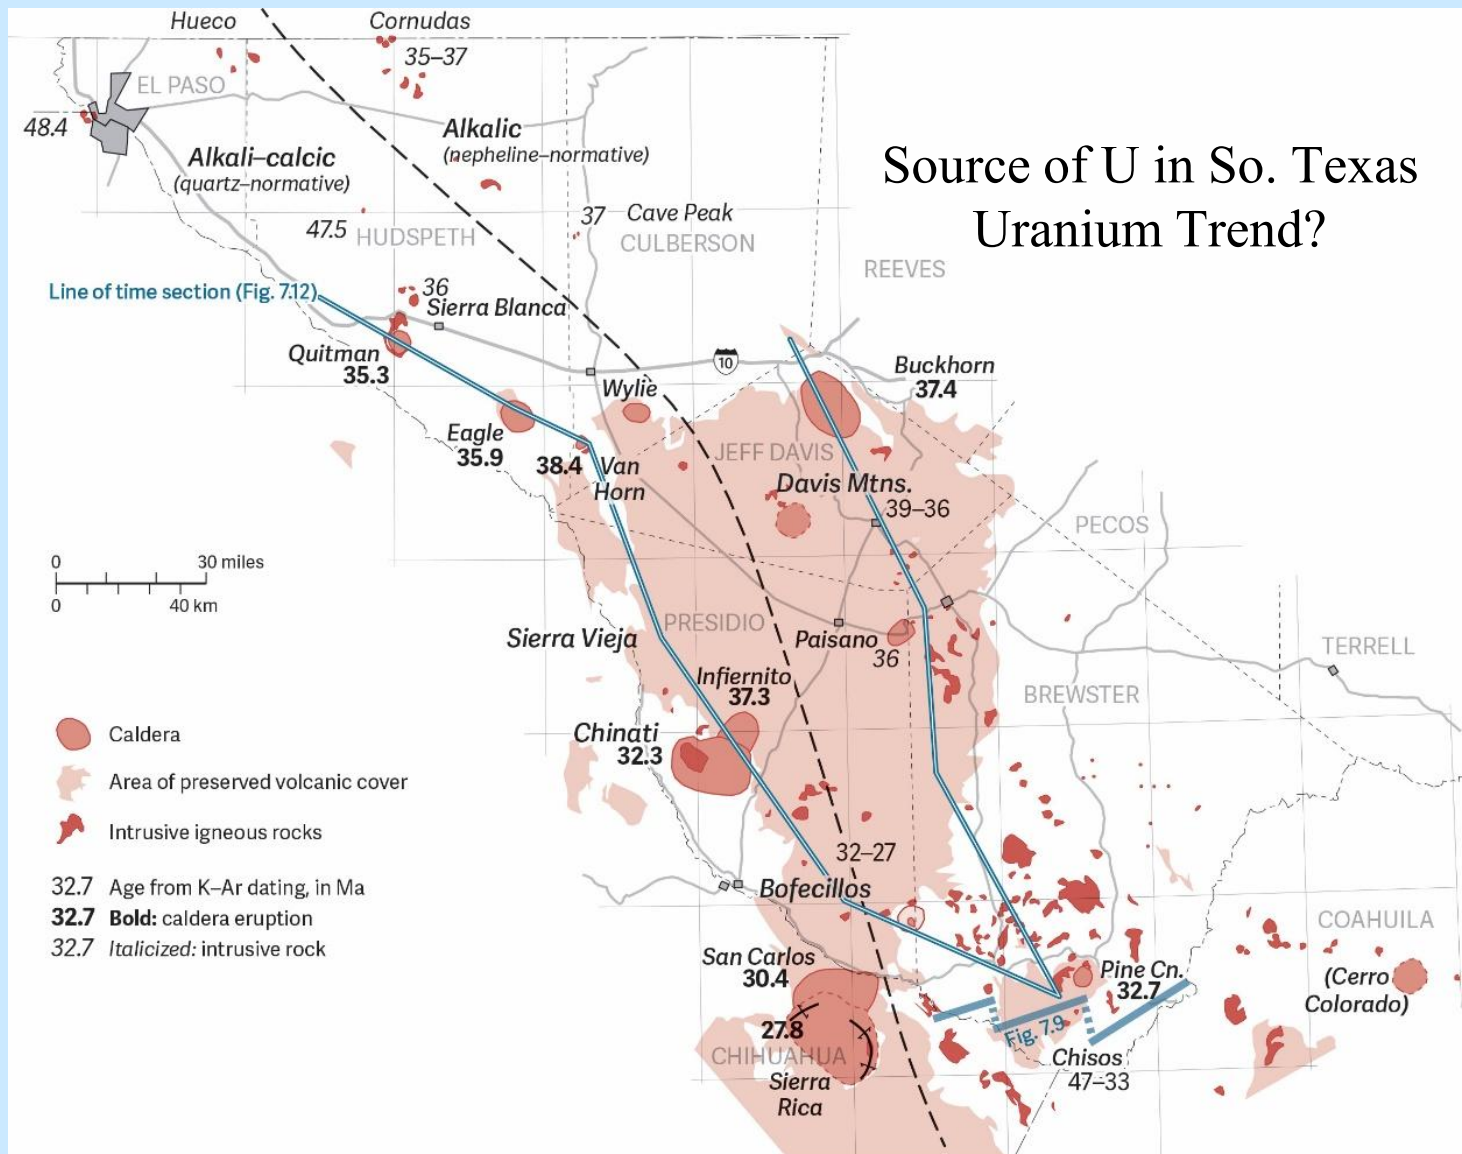 Hueco
Cornudas
35–37
EL PASO
48.4
Alkalic
(nepheline–normative)
Alkali–calcic
(quartz–normative)
Source of U in So. Texas
Uranium Trend?
47.5
HUDSPETH
37
Cave Peak
CULBERSON
REEVES
Line of time section (Fig. 7.12)
36
Sierra Blanca
Quitman
35.3
10
Buckhorn
37.4
Wylie
Eagle
35.9
38.4
Van
Horn
JEFF DAVIS
Davis Mtns.
39–36
PECOS
0
30 miles
0
40 km
Sierra Vieja
PRESIDIO
Paisano
36
TERRELL
Infiernito
37.3
BREWSTER
Chinati
32.3
Caldera
Area of preserved volcanic cover
Intrusive igneous rocks
32.7 Age from K–Ar dating, in Ma
32.7 Bold: caldera eruption
32.7 Italicized: intrusive rock
32–27
Bofecillos
COAHUILA
San Carlos
30.4
Pine Cn.
32.7
(Cerro
Colorado)
27.8
CHIHUAHUA
Sierra
Rica
Fig. 7.9
Chisos
47–33